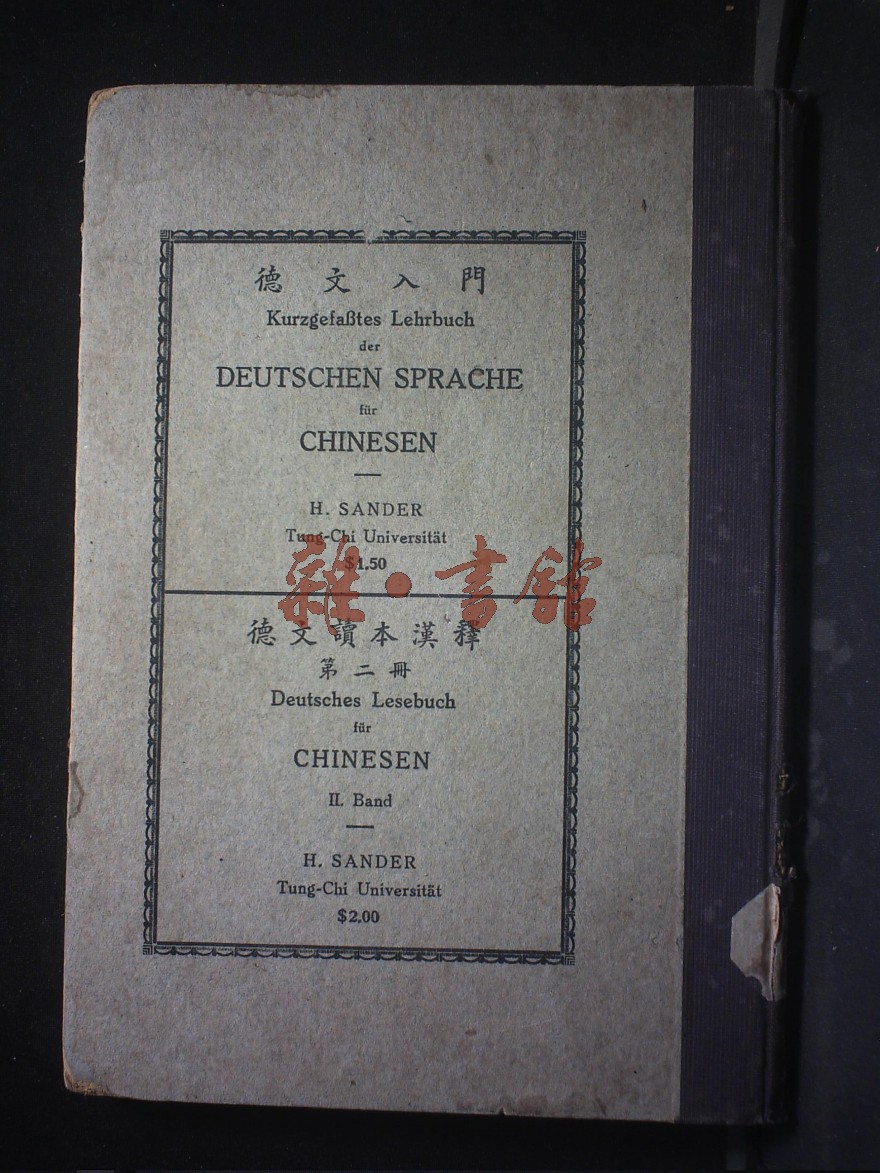 德文入門
Kurzgefaßtes Lehrbuch
der
DEUTSCHEN SPRACHE
für
CHINESEN
H. SANDER
Tung-Chi Universität
$1.50
雜·書館
德文讀本漢釋
第二冊
Deutsches Lesebuch
für
CHINESEN
II. Band
H. SANDER
Tung-Chi Universität
$2.00